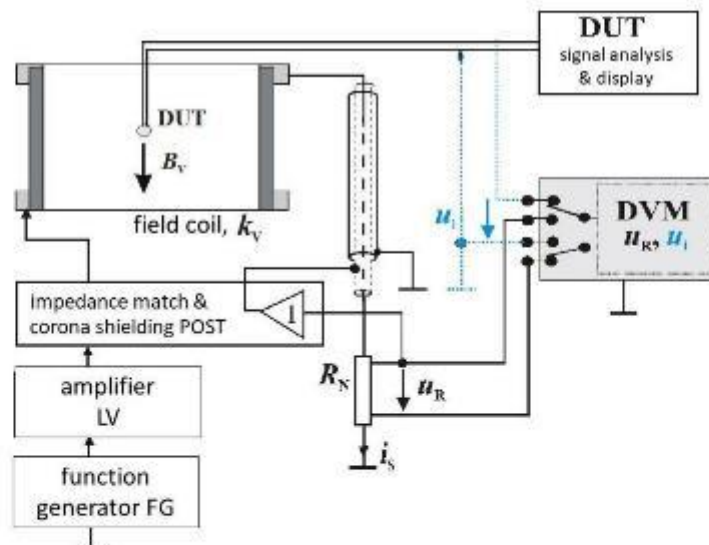 DUT
signal analysis
& display
DUT
B_V
field coil, k_V
u_i
DVM
u_R, u_i
impedance match &
corona shielding POST
1
R_N
u_R
amplifier
LV
i_S
function
generator FG